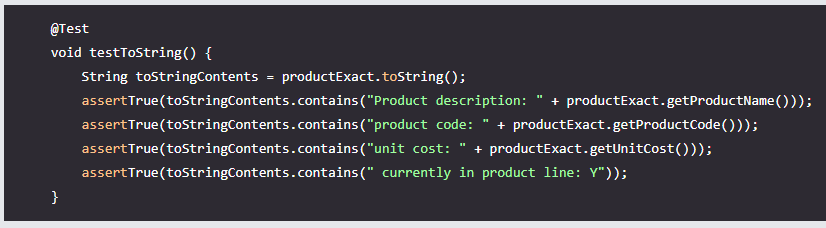 @Test
void testToString() {
String toStringContents = productExact.toString();
assertTrue(toStringContents.contains("Product description: " + productExact.getProductName()));
assertTrue(toStringContents.contains("product code: " + productExact.getProductCode()));
assertTrue(toStringContents.contains("unit cost: " + productExact.getUnitCost()));
assertTrue(toStringContents.contains(" currently in product line: Y"));
}